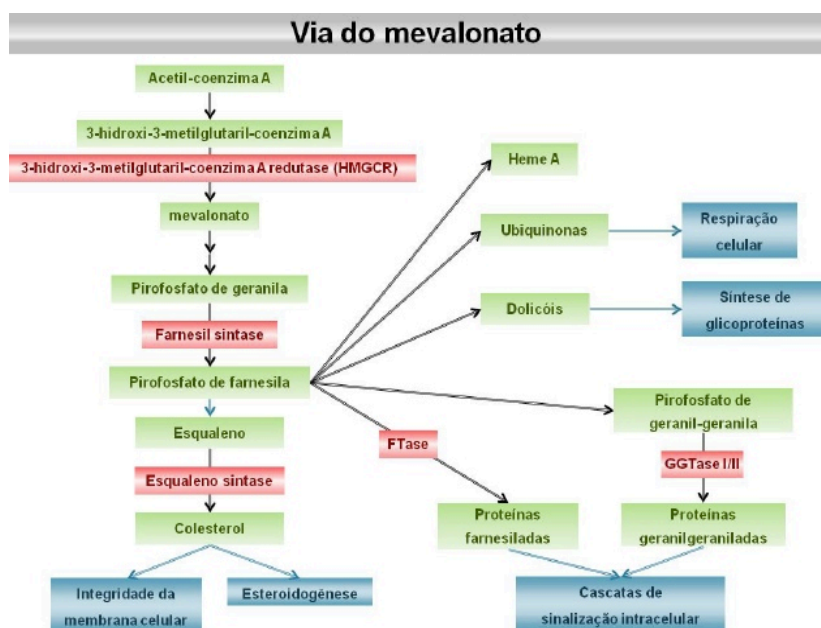 Via do mevalonato
Acetil-coenzima A
3-hidroxi-3-metilglutaril-coenzima A
3-hidroxi-3-metilglutaril-coenzima A redutase (HMGCR)
mevalonato
Pirofosfato de geranila
Farnesil sintase
Pirofosfato de farnesila
Esqualeno
Esqualeno sintase
Colesterol
Integridade da
membrana celular
Esteroidogênese
Heme A
Ubiquinonas
Respiração
celular
Dolicóis
Síntese de
glicoproteínas
Pirofosfato de
geranil-geranila
FTase
GGTase I/II
Proteínas
farnesiladas
Proteínas
geranilgeraniladas
Cascatas de
sinalização intracelular